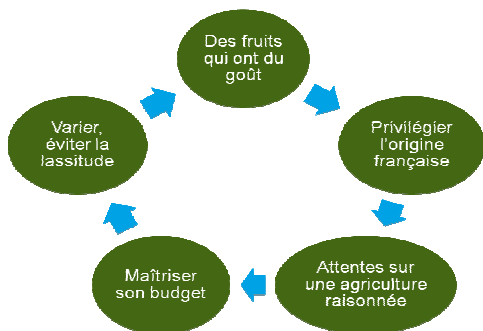 Des fruits
qui ont du
goût
Privilégier
l'origine
française
Attentes sur
une agriculture
raisonnée
Maîtriser
son budget
Varier,
éviter la
lassitude